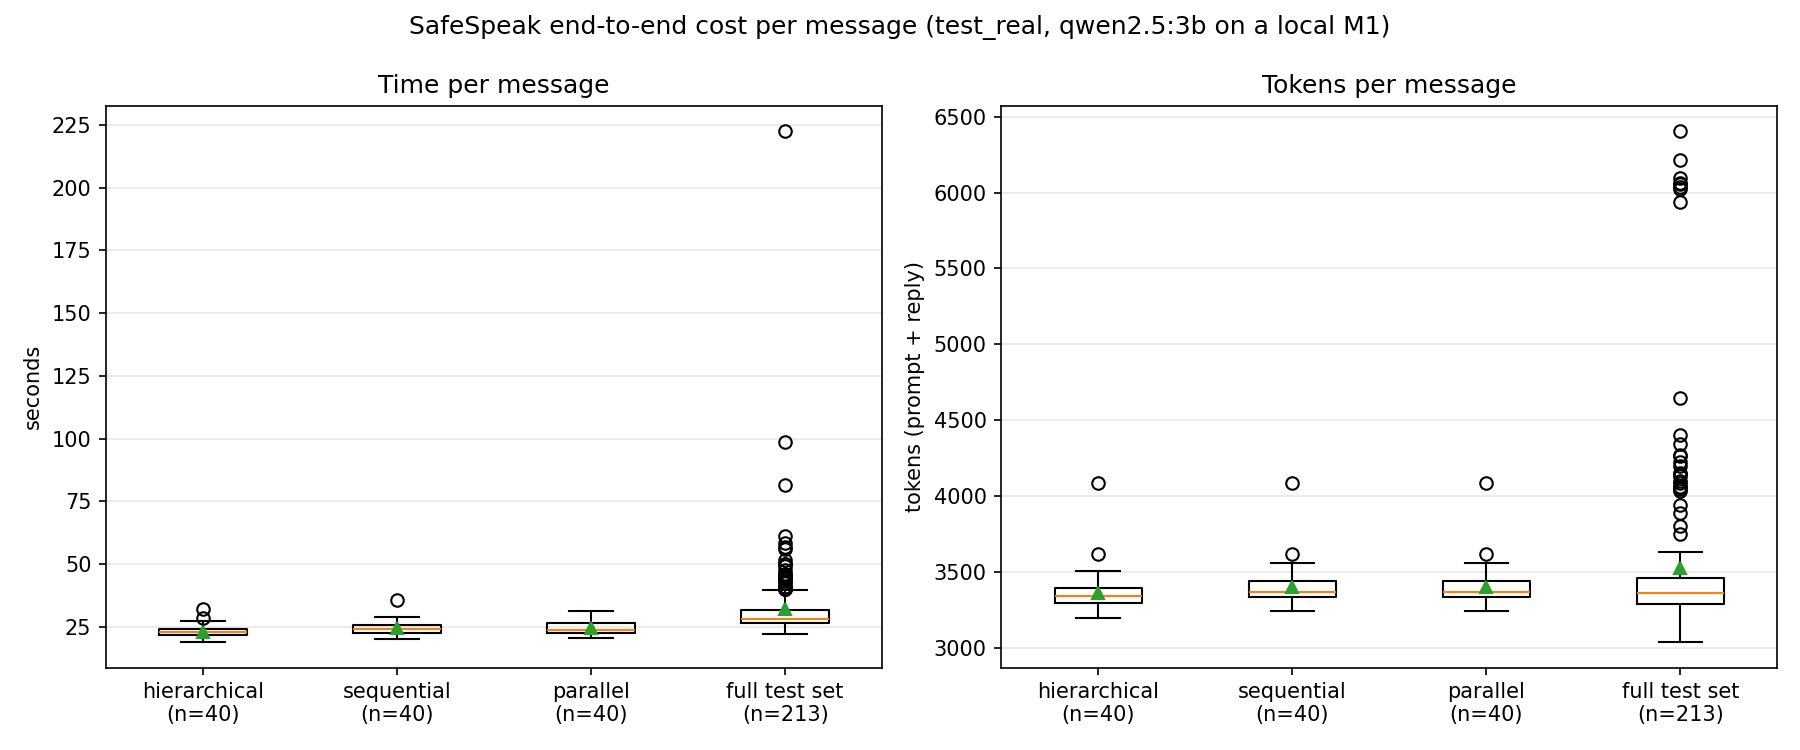 SafeSpeak end-to-end cost per message (test_real, qwen2.5:3b on a local M1)
Time per message
225
200
175
150
125
100
75
50
25
seconds
hierarchical
(n=40)
sequential
(n=40)
parallel
(n=40)
full test set
(n=213)
Tokens per message
6500
6000
5500
5000
4500
4000
3500
3000
tokens (prompt + reply)
hierarchical
(n=40)
sequential
(n=40)
parallel
(n=40)
full test set
(n=213)